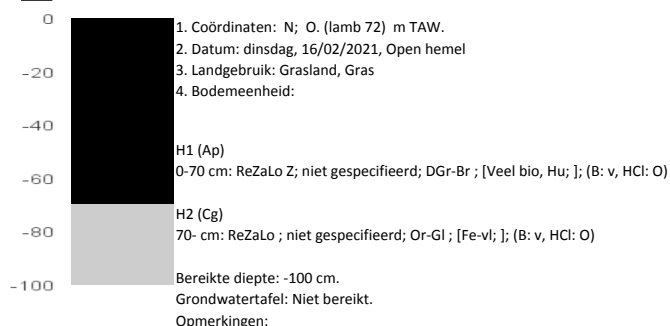 0
-20
-40
-60
-80
-100
1. Coördinaten: N; O. (lamb 72) m TAW.
2. Datum: dinsdag, 16/02/2021, Open hemel
3. Landgebruik: Grasland, Gras
4. Bodemeenheid:
H1 (Ap)
0-70 cm: ReZaLo Z; niet gespecifieerd; DGr-Br ; [Veel bio, Hu; ]; (B: v, HCl: O)
H2 (Cg)
70- cm: ReZaLo ; niet gespecifieerd; Or-Gl ; [Fe-vl; ]; (B: v, HCl: O)
Bereikte diepte: -100 cm.
Grondwatertafel: Niet bereikt.
Opmerkingen: